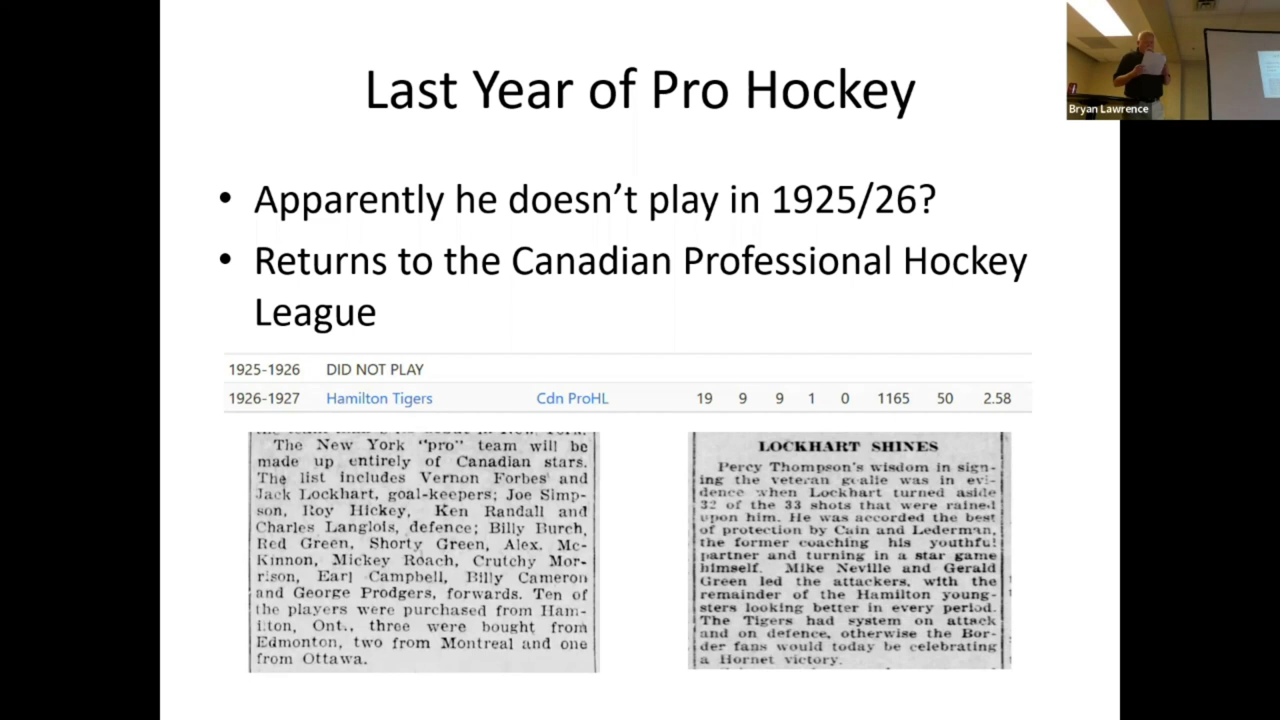 Last Year of Pro Hockey
Bryan Lawrence
• Apparently he doesn’t play in 1925/26?
• Returns to the Canadian Professional Hockey
League
1925-1926 DID NOT PLAY
1926-1927 Hamilton Tigers Cdn ProHL 19 9 9 1 0 1165 50 2.58
The New York "pro" team will be
made up entirely of Canadian stars.
The list includes Vernon Forbes and
Jack Lockhart, goal-keepers; Joe Simp-
son, Roy Hickey, Ken Randall and
Charles Langlois, defence; Billy Burch,
Red Green, Shorty Green, Alex. Mc-
Kinnon, Mickey Roach, Crutchy Mor-
rison, Earl Campbell, Billy Cameron
and George Prodgers, forwards. Ten of
the players were purchased from Ham-
ilton, Ont., three were bought from
Edmonton, two from Montreal and one
from Ottawa.
LOCKHART SHINES
Percy Thompson's wisdom in sign-
ing the veteran goalie was in evi-
dence when Lockhart turned aside
32 of the 33 shots that were rained
upon him. He was accorded the best
of protection by Cain and Lederman,
the former coaching his youthful
partner and turning in a star game
himself. Mike Neville and Gerald
Green led the attackers, with the
remainder of the Hamilton young-
sters looking better in every period.
The Tigers had system on attack
and on defence, otherwise the Bor-
der fans would today be celebrating
a Hornet victory.